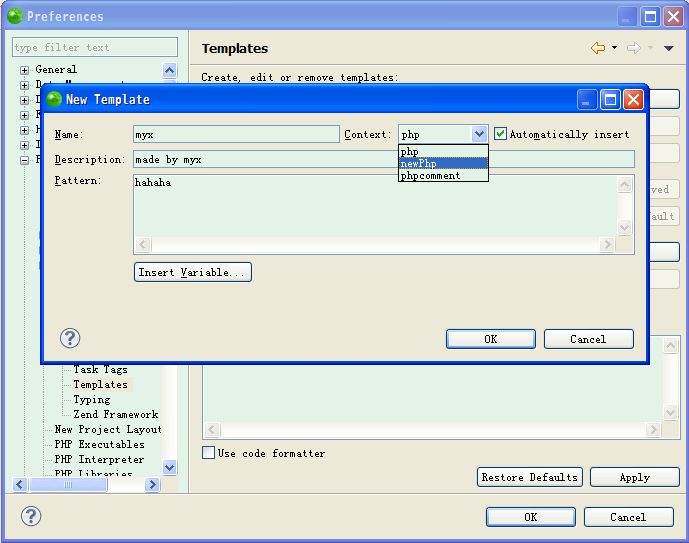 Preferences
type filter text
Templates
General
Create, edit or remove templates:
New Template
Name:
myx
Context:
php
Automatically insert
php
newPhp
phpcomment
Description:
made by myx
Pattern:
hahaha
Insert Variable...
OK
Cancel
Task Tags
Templates
Typing
Zend Framework
New Project Layout
PHP Executables
PHP Interpreter
PHP Libraries
Use code formatter
Restore Defaults
Apply
OK
Cancel